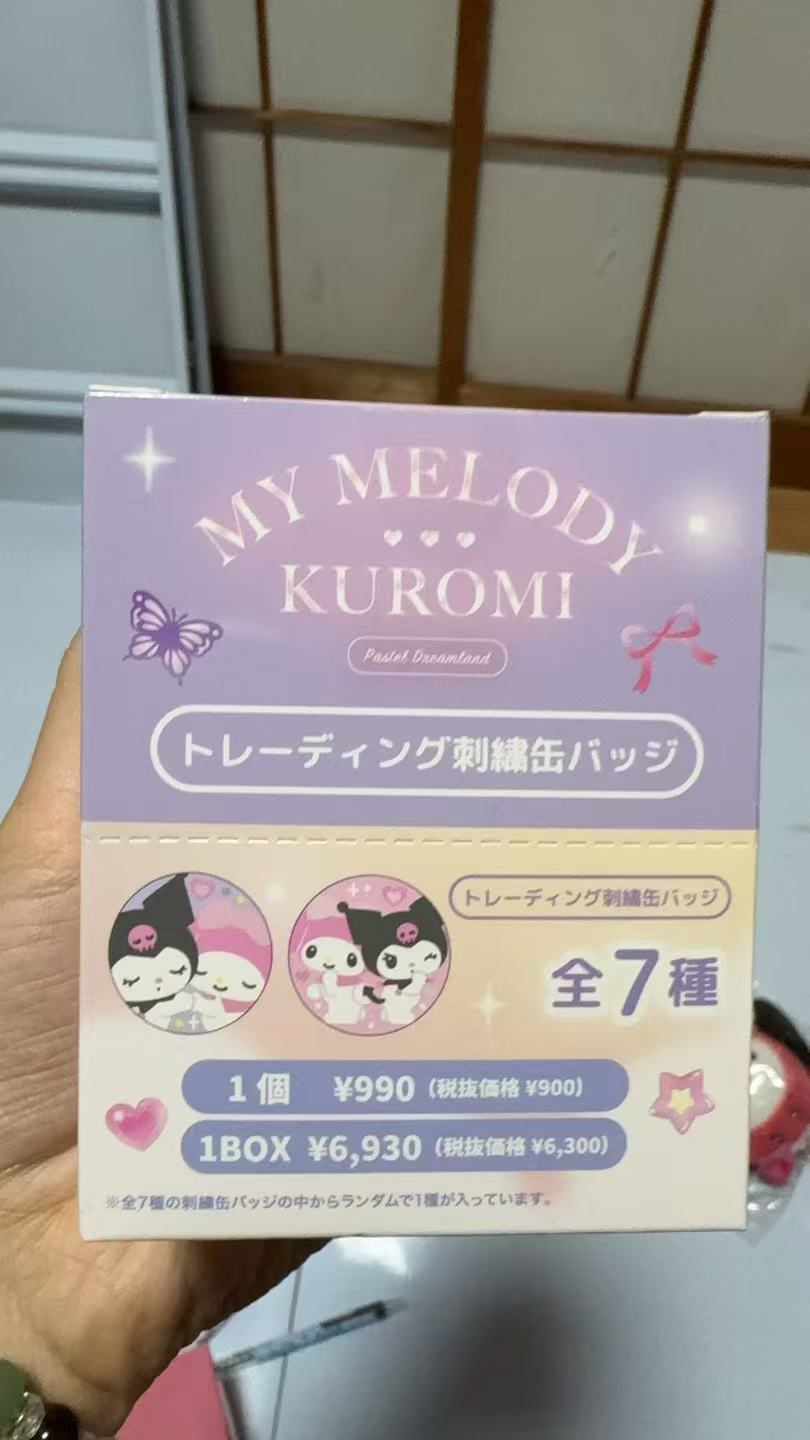 MY MELODY
KUROMI
Pastel Dreamland
トレーディング刺繍缶バッジ
トレーディング刺繍缶バッジ
全7種
1個 ¥990(税抜価格 ¥900)
1BOX ¥6,930(税抜価格 ¥6,300)
※全7種の刺繍缶バッジの中からランダムで1種が入っています。